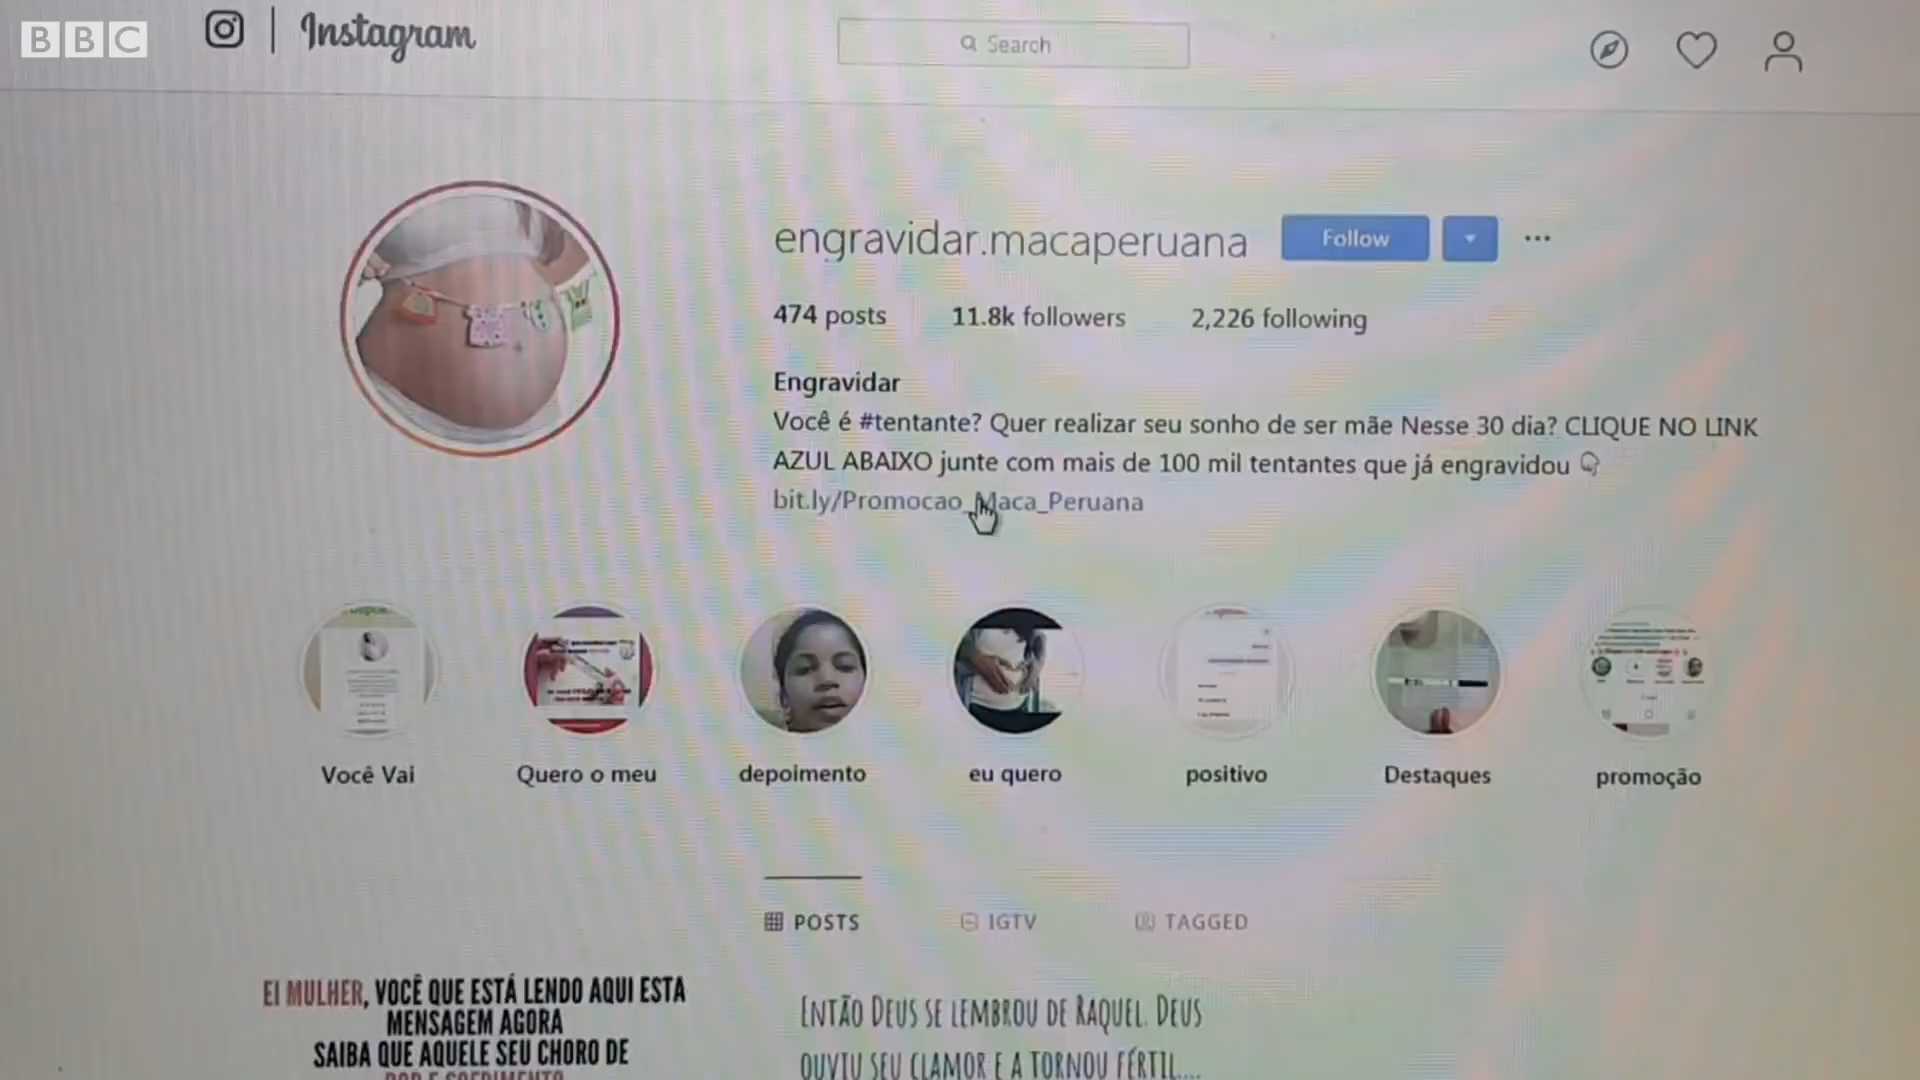 BBC
Instagram
Search
engravidar.macaperuana
Follow
474 posts
11.8k followers
2,226 following
Engravidar
Você é #tentante? Quer realizar seu sonho de ser mãe Nesse 30 dia? CLIQUE NO LINK
AZUL ABAIXO junte com mais de 100 mil tentantes que já engravidou
bit.ly/Promocao_Maca_Peruana
Você Vai
Quero o meu
depoimento
eu quero
positivo
Destaques
promoção
POSTS
IGTV
TAGGED
EI MULHER, VOCÊ QUE ESTÁ LENDO AQUI ESTA
MENSAGEM AGORA
SAIBA QUE AQUELE SEU CHORO DE
ENTÃO DEUS SE LEMBROU DE RAQUEL. DEUS
OUVIU SEU CLAMOR E A TORNOU FÉRTIL....